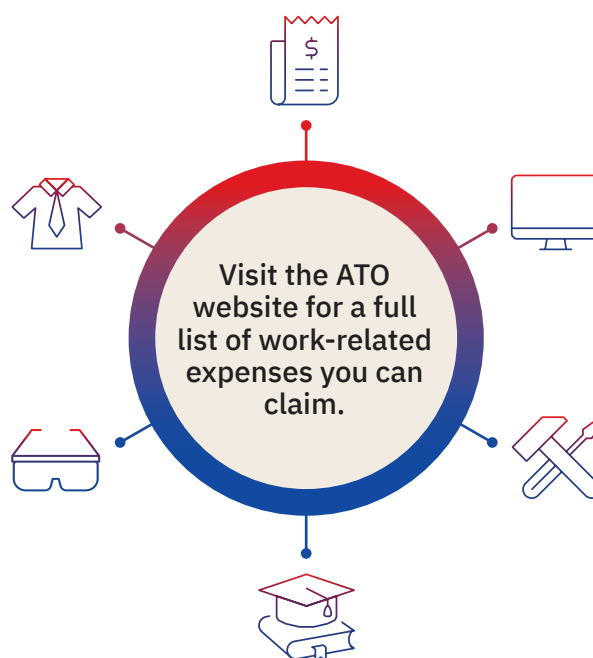 $
Visit the ATO
website for a full
list of work-related
expenses you can
claim.